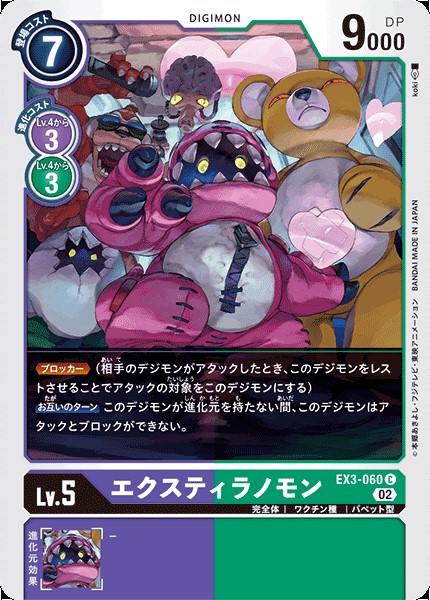 DIGIMON
登場コスト
7
DP
9000
進化コスト
Lv.4から
3
Lv.4から
3
koki
ブロッカー (相手のデジモンがアタックしたとき、このデジモンをレス
トさせることでアタックの対象をこのデジモンにする)
お互いのターン このデジモンが進化元を持たない間、このデジモンはア
タックとブロックができない。
©本郷あきよし・フジテレビ・東映アニメーション BANDAI MADE IN JAPAN
Lv.5
エクスティラノモン
EX3-060 C
02
完全体 | ワクチン種 | パペット型
進化元効果
-